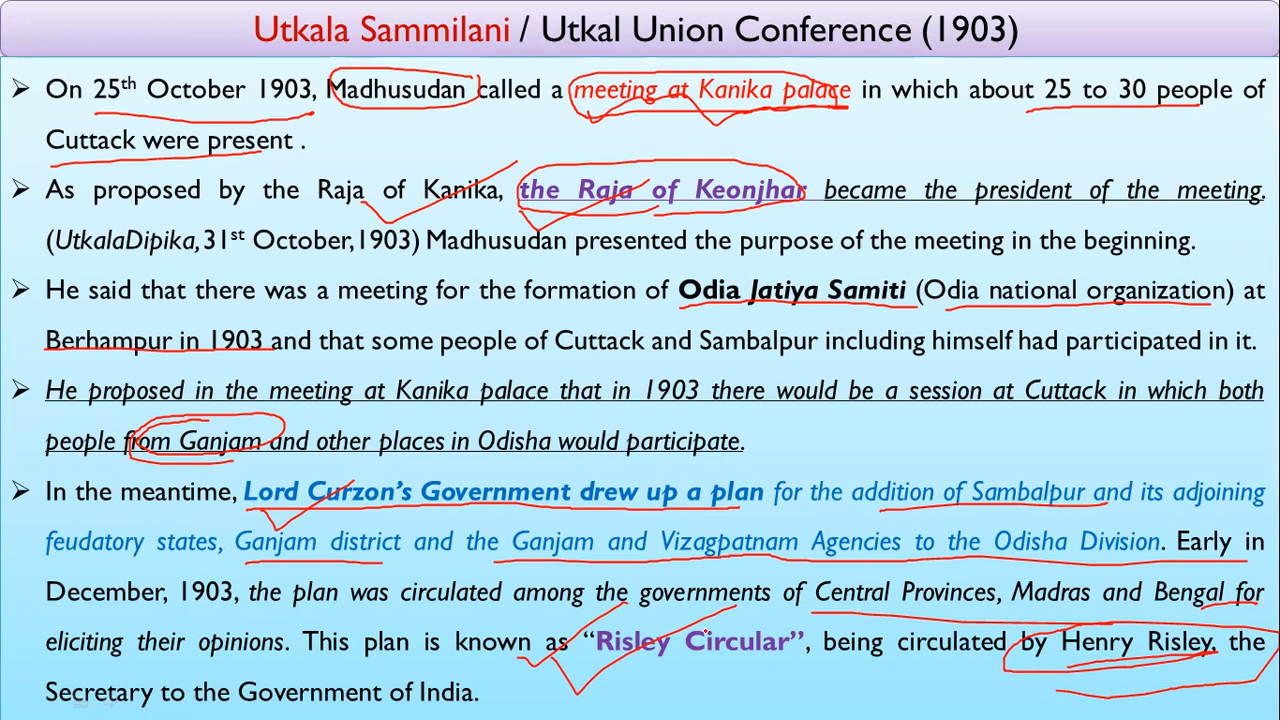 Utkala Sammilani / Utkal Union Conference (1903)
➢ On 25th October 1903, Madhusudan called a meeting at Kanika palace in which about 25 to 30 people of
Cuttack were present .
➢ As proposed by the Raja of Kanika, the Raja of Keonjhar became the president of the meeting.
(UtkalaDipika, 31st October,1903) Madhusudan presented the purpose of the meeting in the beginning.
➢ He said that there was a meeting for the formation of Odia Jatiya Samiti (Odia national organization) at
Berhampur in 1903 and that some people of Cuttack and Sambalpur including himself had participated in it.
➢ He proposed in the meeting at Kanika palace that in 1903 there would be a session at Cuttack in which both
people from Ganjam and other places in Odisha would participate.
➢ In the meantime, Lord Curzon's Government drew up a plan for the addition of Sambalpur and its adjoining
feudatory states, Ganjam district and the Ganjam and Vizagpatnam Agencies to the Odisha Division. Early in
December, 1903, the plan was circulated among the governments of Central Provinces, Madras and Bengal for
eliciting their opinions. This plan is known as “Risley Circular”, being circulated by Henry Risley, the
Secretary to the Government of India.